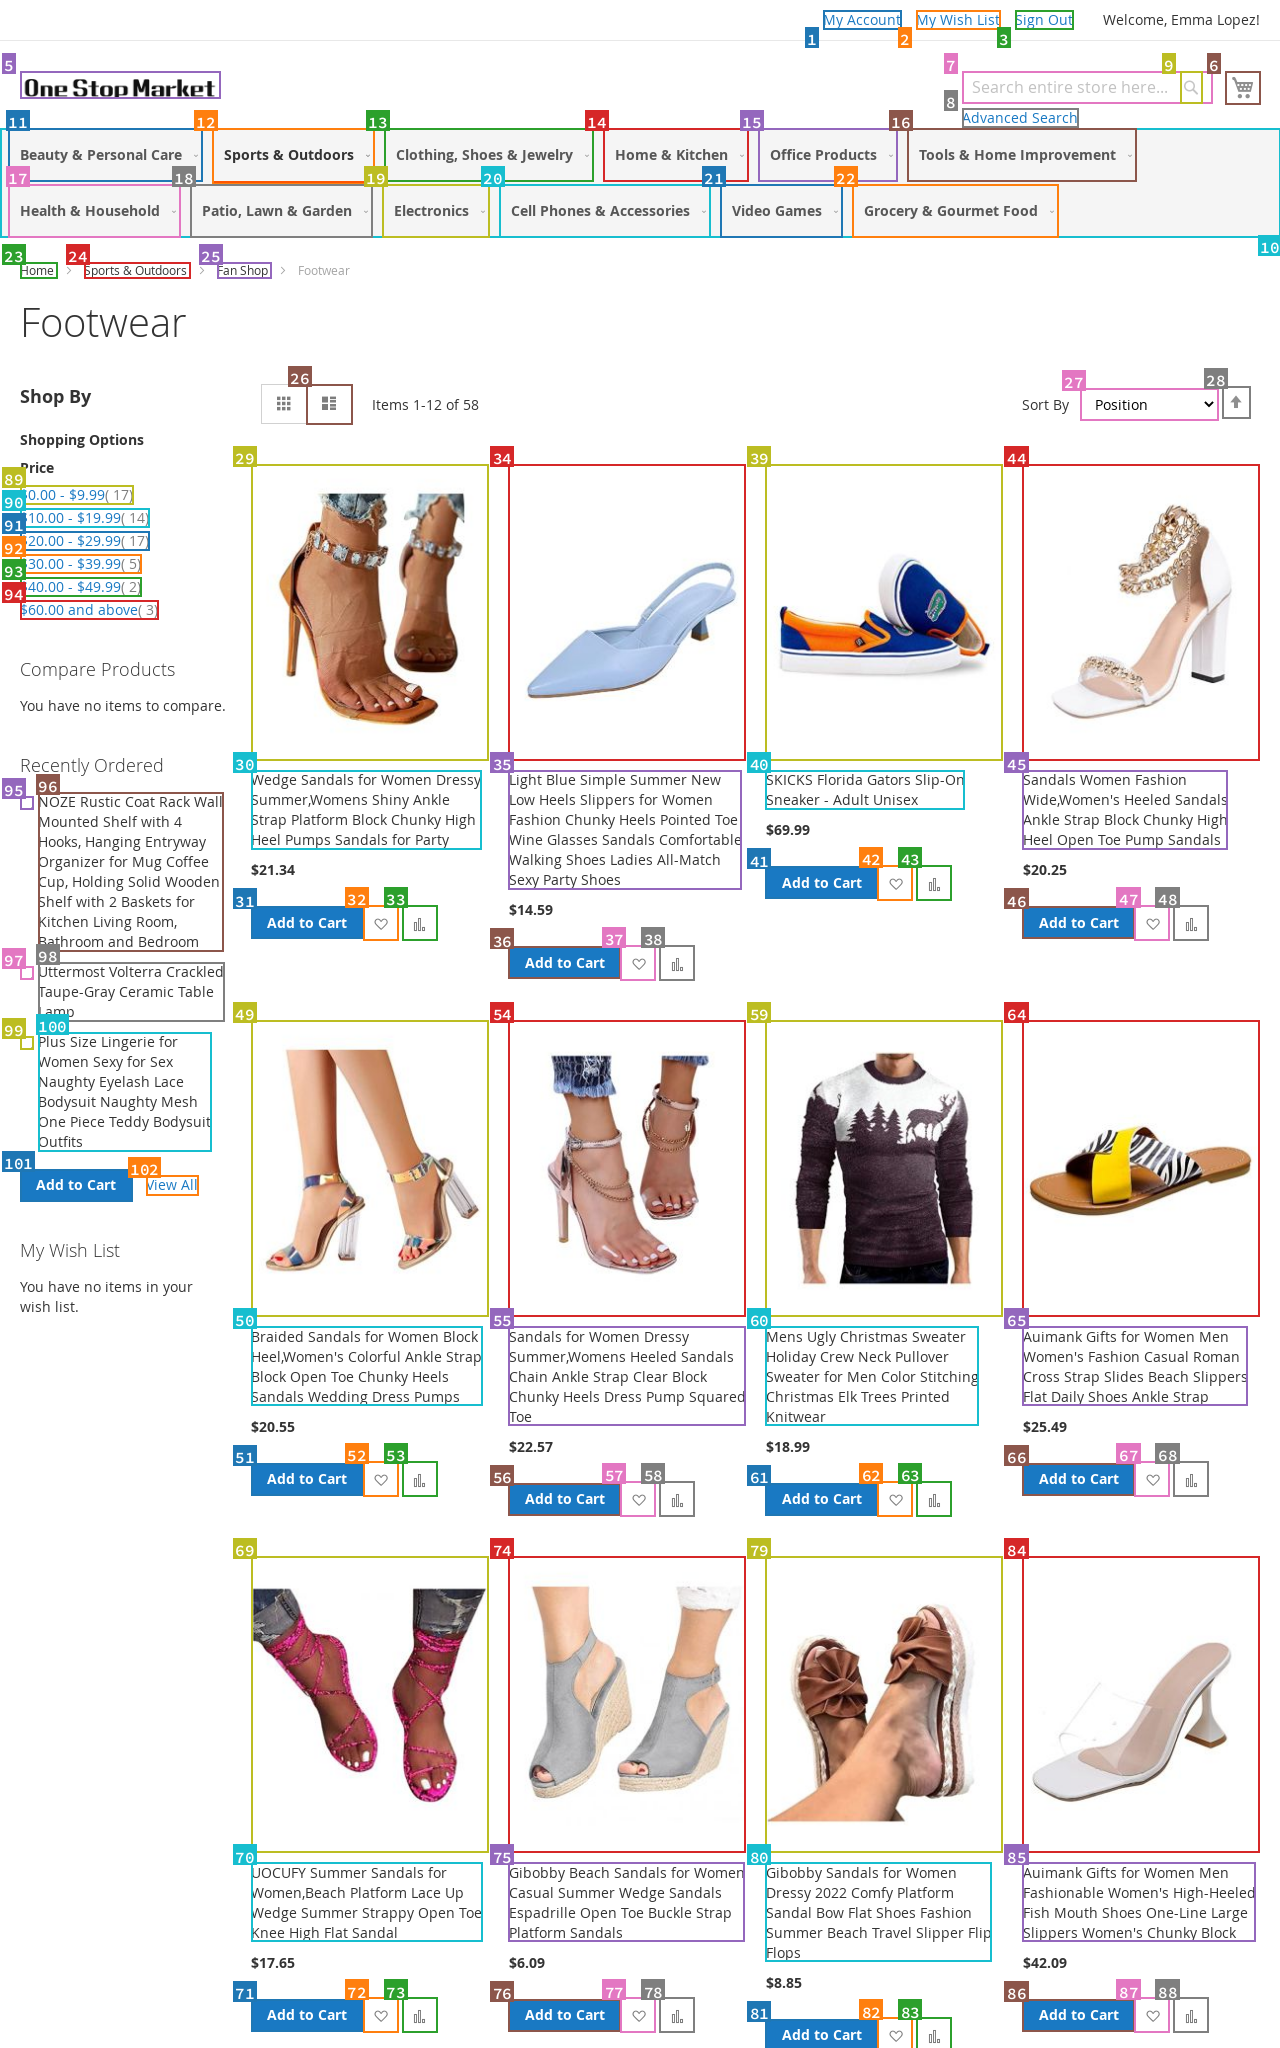 My Account
My Wish List
Sign Out
Welcome, Emma Lopez!
1
2
3
5
One Stop Market
7
Search entire store here...
9
6
8
Advanced Search
11
Beauty & Personal Care
12
Sports & Outdoors
13
Clothing, Shoes & Jewelry
14
Home & Kitchen
15
Office Products
16
Tools & Home Improvement
17
Health & Household
18
Patio, Lawn & Garden
19
Electronics
20
Cell Phones & Accessories
21
Video Games
22
Grocery & Gourmet Food
10
23
Home
24
Sports & Outdoors
25
Fan Shop
Footwear
Footwear
Shop By
26
Items 1-12 of 58
Sort By
27
Position
28
Shopping Options
Price
89
$0.00 - $9.99( 17)
90
$10.00 - $19.99( 14)
91
$20.00 - $29.99( 17)
92
$30.00 - $39.99( 5)
93
$40.00 - $49.99( 2)
94
$60.00 and above( 3)
Compare Products
You have no items to compare.
Recently Ordered
95
96
NOZE Rustic Coat Rack Wall
Mounted Shelf with 4
Hooks, Hanging Entryway
Organizer for Mug Coffee
Cup, Holding Solid Wooden
Shelf with 2 Baskets for
Kitchen Living Room,
Bathroom and Bedroom
97
98
Uttermost Volterra Crackled
Taupe-Gray Ceramic Table
Lamp
99
100
Plus Size Lingerie for
Women Sexy for Sex
Naughty Eyelash Lace
Bodysuit Naughty Mesh
One Piece Teddy Bodysuit
Outfits
101
Add to Cart
102
View All
My Wish List
You have no items in your
wish list.
29
30
Wedge Sandals for Women Dressy
Summer,Womens Shiny Ankle
Strap Platform Block Chunky High
Heel Pumps Sandals for Party
$21.34
31
Add to Cart
32
33
34
35
Light Blue Simple Summer New
Low Heels Slippers for Women
Fashion Chunky Heels Pointed Toe
Wine Glasses Sandals Comfortable
Walking Shoes Ladies All-Match
Sexy Party Shoes
$14.59
36
Add to Cart
37
38
39
40
SKICKS Florida Gators Slip-On
Sneaker - Adult Unisex
$69.99
41
Add to Cart
42
43
44
45
Sandals Women Fashion
Wide,Women's Heeled Sandals
Ankle Strap Block Chunky High
Heel Open Toe Pump Sandals
$20.25
46
Add to Cart
47
48
49
50
Braided Sandals for Women Block
Heel,Women's Colorful Ankle Strap
Block Open Toe Chunky Heels
Sandals Wedding Dress Pumps
$20.55
51
Add to Cart
52
53
54
55
Sandals for Women Dressy
Summer,Womens Heeled Sandals
Chain Ankle Strap Clear Block
Chunky Heels Dress Pump Squared
Toe
$22.57
56
Add to Cart
57
58
59
60
Mens Ugly Christmas Sweater
Holiday Crew Neck Pullover
Sweater for Men Color Stitching
Christmas Elk Trees Printed
Knitwear
$18.99
61
Add to Cart
62
63
64
65
Auimank Gifts for Women Men
Women's Fashion Casual Roman
Cross Strap Slides Beach Slippers
Flat Daily Shoes Ankle Strap
$25.49
66
Add to Cart
67
68
69
70
UOCUFY Summer Sandals for
Women,Beach Platform Lace Up
Wedge Summer Strappy Open Toe
Knee High Flat Sandal
$17.65
71
Add to Cart
72
73
74
75
Gibobby Beach Sandals for Women
Casual Summer Wedge Sandals
Espadrille Open Toe Buckle Strap
Platform Sandals
$6.09
76
Add to Cart
77
78
79
80
Gibobby Sandals for Women
Dressy 2022 Comfy Platform
Sandal Bow Flat Shoes Fashion
Summer Beach Travel Slipper Flip
Flops
$8.85
81
Add to Cart
82
83
84
85
Auimank Gifts for Women Men
Fashionable Women's High-Heeled
Fish Mouth Shoes One-Line Large
Slippers Women's Chunky Block
$42.09
86
Add to Cart
87
88